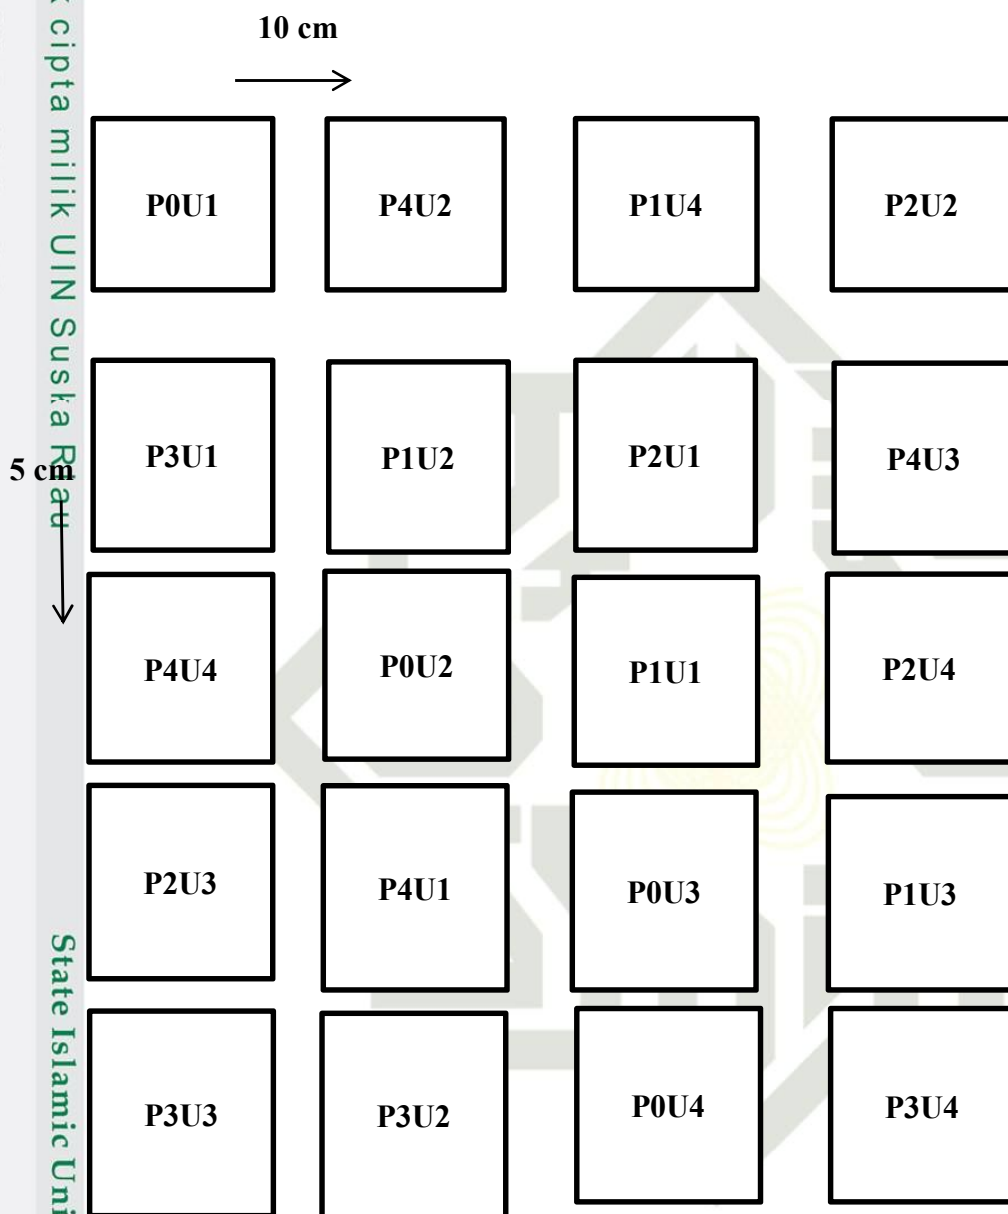 10 cm
P0U1 P4U2 P1U4 P2U2
P3U1 P1U2 P2U1 P4U3
5 cm
P4U4 P0U2 P1U1 P2U4
P2U3 P4U1 P0U3 P1U3
P3U3 P3U2 P0U4 P3U4
cipta milik UIN Suska Riau
State Islamic Uni